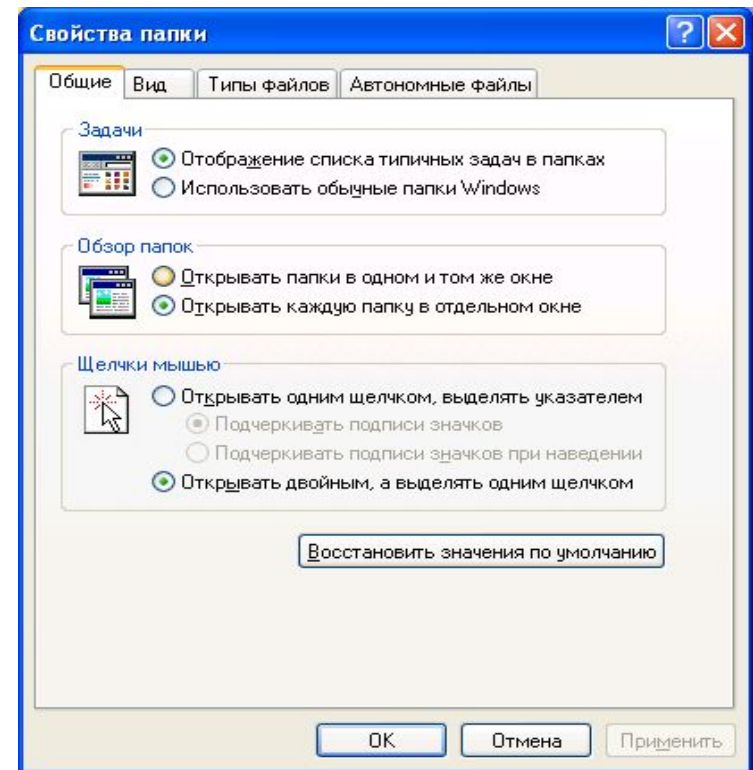 Свойства папки
Общие Вид Типы файлов Автономные файлы
Задачи
Отображение списка типичных задач в папках
Использовать обычные папки Windows
Обзор папок
Открывать папки в одном и том же окне
Открывать каждую папку в отдельном окне
Щелчки мышью
Открывать одним щелчком, выделять указателем
Подчеркивать подписи значков
Подчеркивать подписи значков при наведении
Открывать двойным, а выделять одним щелчком
Восстановить значения по умолчанию
OK Отмена Применить